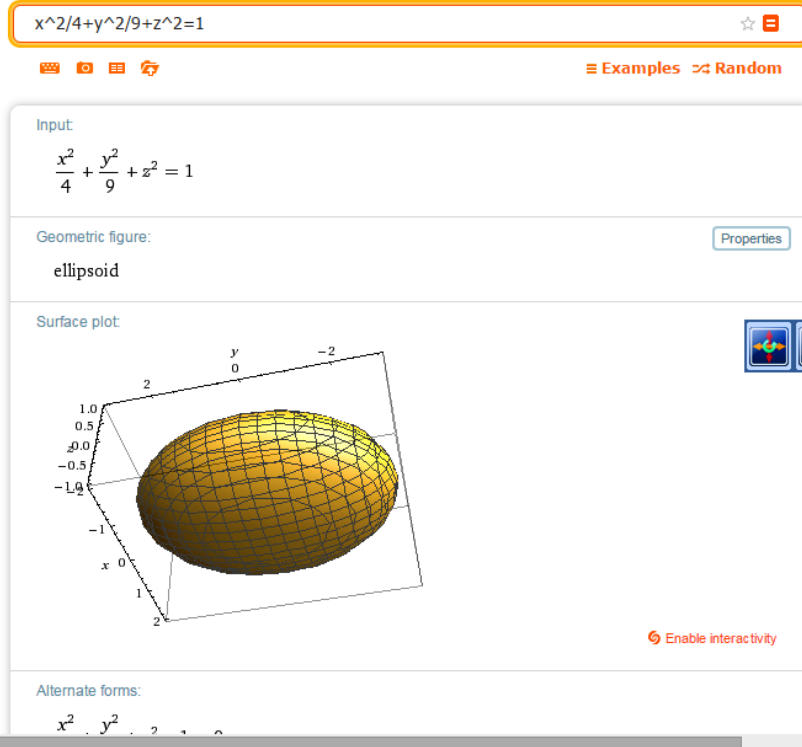 x^2/4+y^2/9+z^2=1
Examples Random
Input:
x²/4 + y²/9 + z² = 1
Geometric figure:
Properties
ellipsoid
Surface plot:
y
2 0 −2
1.0
0.5
z 0.0
−0.5
−1.0
−2
−1
x 0
1
2
Enable interactivity
Alternate forms:
x² y²